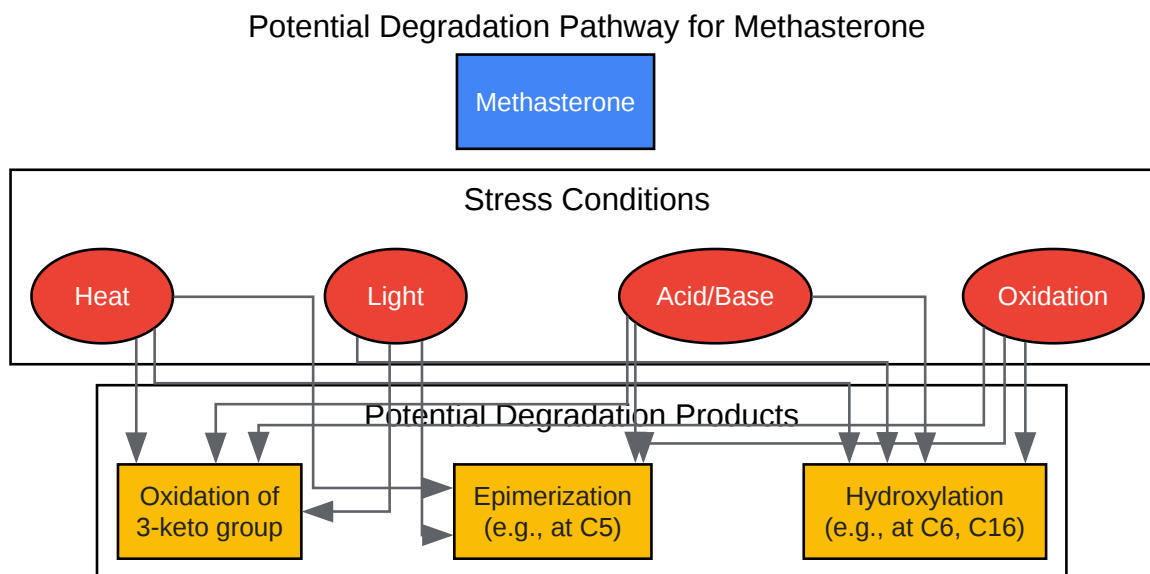 Potential Degradation Pathway for Methasterone
Methasterone
Stress Conditions
Heat
Light
Acid/Base
Oxidation
Potential Degradation Products
Oxidation of
3-keto group
Epimerization
(e.g., at C5)
Hydroxylation
(e.g., at C6, C16)